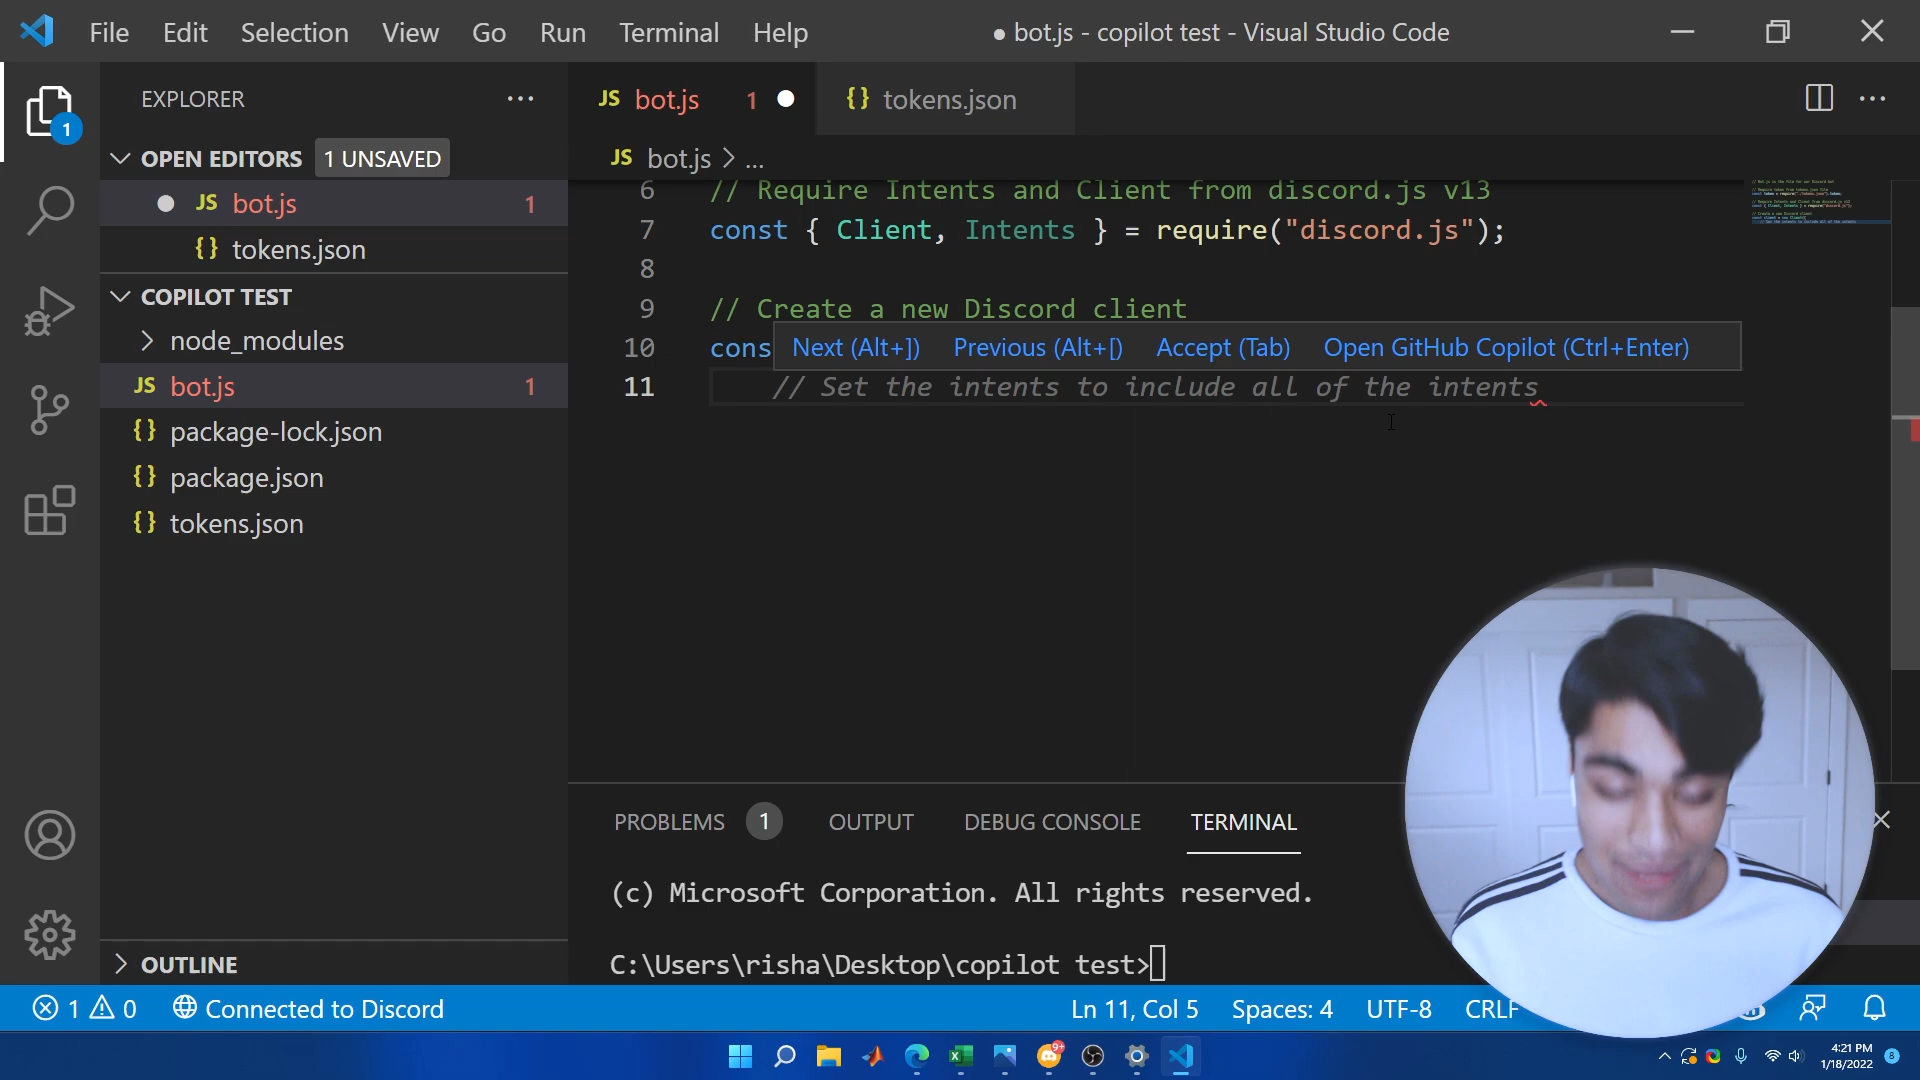 File Edit Selection View Go Run Terminal Help
● bot.js - copilot test - Visual Studio Code
EXPLORER
OPEN EDITORS 1 UNSAVED
JS bot.js 1
{} tokens.json
COPILOT TEST
node_modules
JS bot.js 1
{} package-lock.json
{} package.json
{} tokens.json
OUTLINE
1
JS bot.js 1
{} tokens.json
JS bot.js > ...
6 // Require Intents and Client from discord.js v13
7 const { Client, Intents } = require("discord.js");
8
9 // Create a new Discord client
10 cons
Next (Alt+]) Previous (Alt+[) Accept (Tab) Open GitHub Copilot (Ctrl+Enter)
11 // Set the intents to include all of the intents
PROBLEMS 1 OUTPUT DEBUG CONSOLE TERMINAL
(c) Microsoft Corporation. All rights reserved.
C:\Users\risha\Desktop\copilot test>
1 0 Connected to Discord
Ln 11, Col 5 Spaces: 4 UTF-8 CRLF
9+
4:21 PM
1/18/2022
8